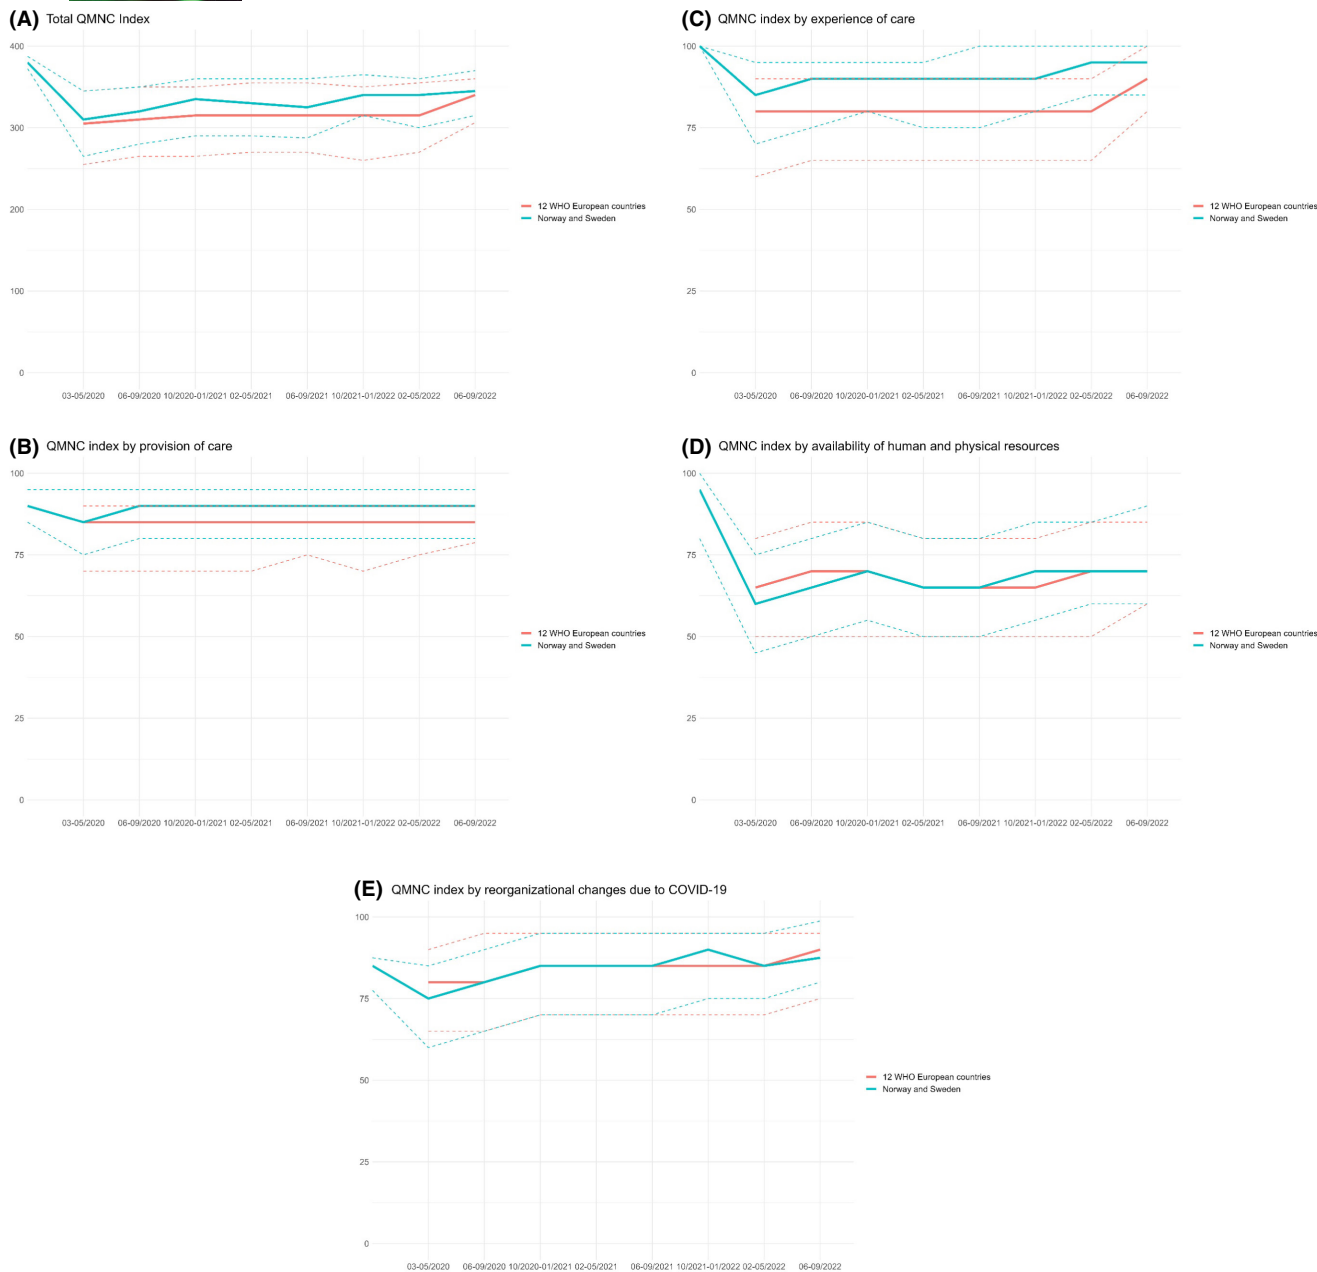 (A) Total QMNC Index
400
300
200
100
0
03-05/2020 06-09/2020 10/2020-01/2021 02-05/2021 06-09/2021 10/2021-01/2022 02-05/2022 06-09/2022
12 WHO European countries
Norway and Sweden
(C) QMNC index by experience of care
100
75
50
25
0
03-05/2020 06-09/2020 10/2020-01/2021 02-05/2021 06-09/2021 10/2021-01/2022 02-05/2022 06-09/2022
12 WHO European countries
Norway and Sweden
(B) QMNC index by provision of care
100
75
50
25
0
03-05/2020 06-09/2020 10/2020-01/2021 02-05/2021 06-09/2021 10/2021-01/2022 02-05/2022 06-09/2022
12 WHO European countries
Norway and Sweden
(D) QMNC index by availability of human and physical resources
100
75
50
25
0
03-05/2020 06-09/2020 10/2020-01/2021 02-05/2021 06-09/2021 10/2021-01/2022 02-05/2022 06-09/2022
12 WHO European countries
Norway and Sweden
(E) QMNC index by reorganizational changes due to COVID-19
100
75
50
25
0
03-05/2020 06-09/2020 10/2020-01/2021 02-05/2021 06-09/2021 10/2021-01/2022 02-05/2022 06-09/2022
12 WHO European countries
Norway and Sweden